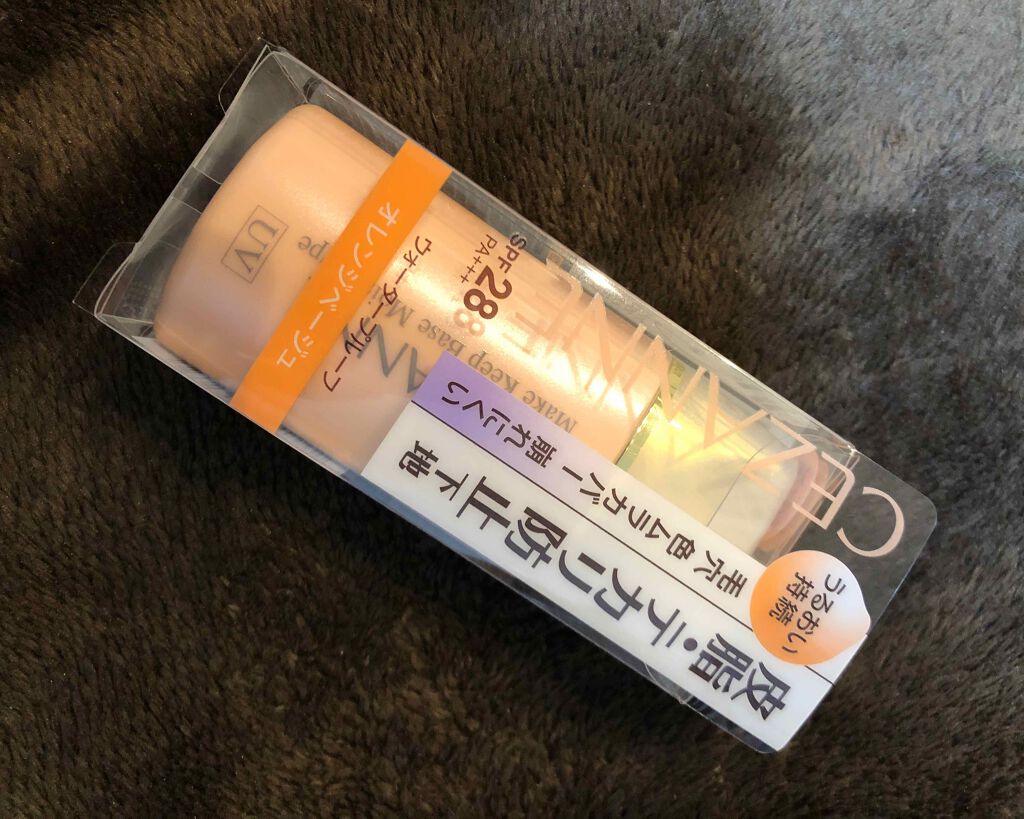 CEZANNE
うるおい
持続
皮脂・テカリ防止下地
毛穴 色ムラカバー 崩れにくい
Make Keep Base
SPF28
PA+++
ウォータープルーフ
オレンジベージュ
UV